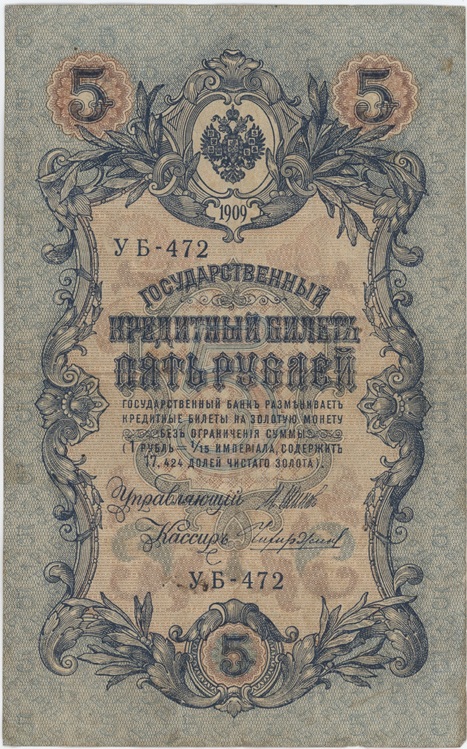 5 5
1909
УБ-472
ГОСУДАРСТВЕННЫЙ
КРЕДИТНЫЙ БИЛЕТЪ
ПЯТЬ РУБЛЕЙ
ГОСУДАРСТВЕННЫЙ БАНКЪ РАЗМѢНИВАЕТЪ
КРЕДИТНЫЕ БИЛЕТЫ НА ЗОЛОТУЮ МОНЕТУ
БЕЗЪ ОГРАНИЧЕНІЯ СУММЫ
(1 РУБЛЬ = 1/15 ИМПЕРІАЛА, СОДЕРЖИТЪ
17,424 ДОЛЕЙ ЧИСТАГО ЗОЛОТА).
Управляющій
Кассиръ
УБ-472
5